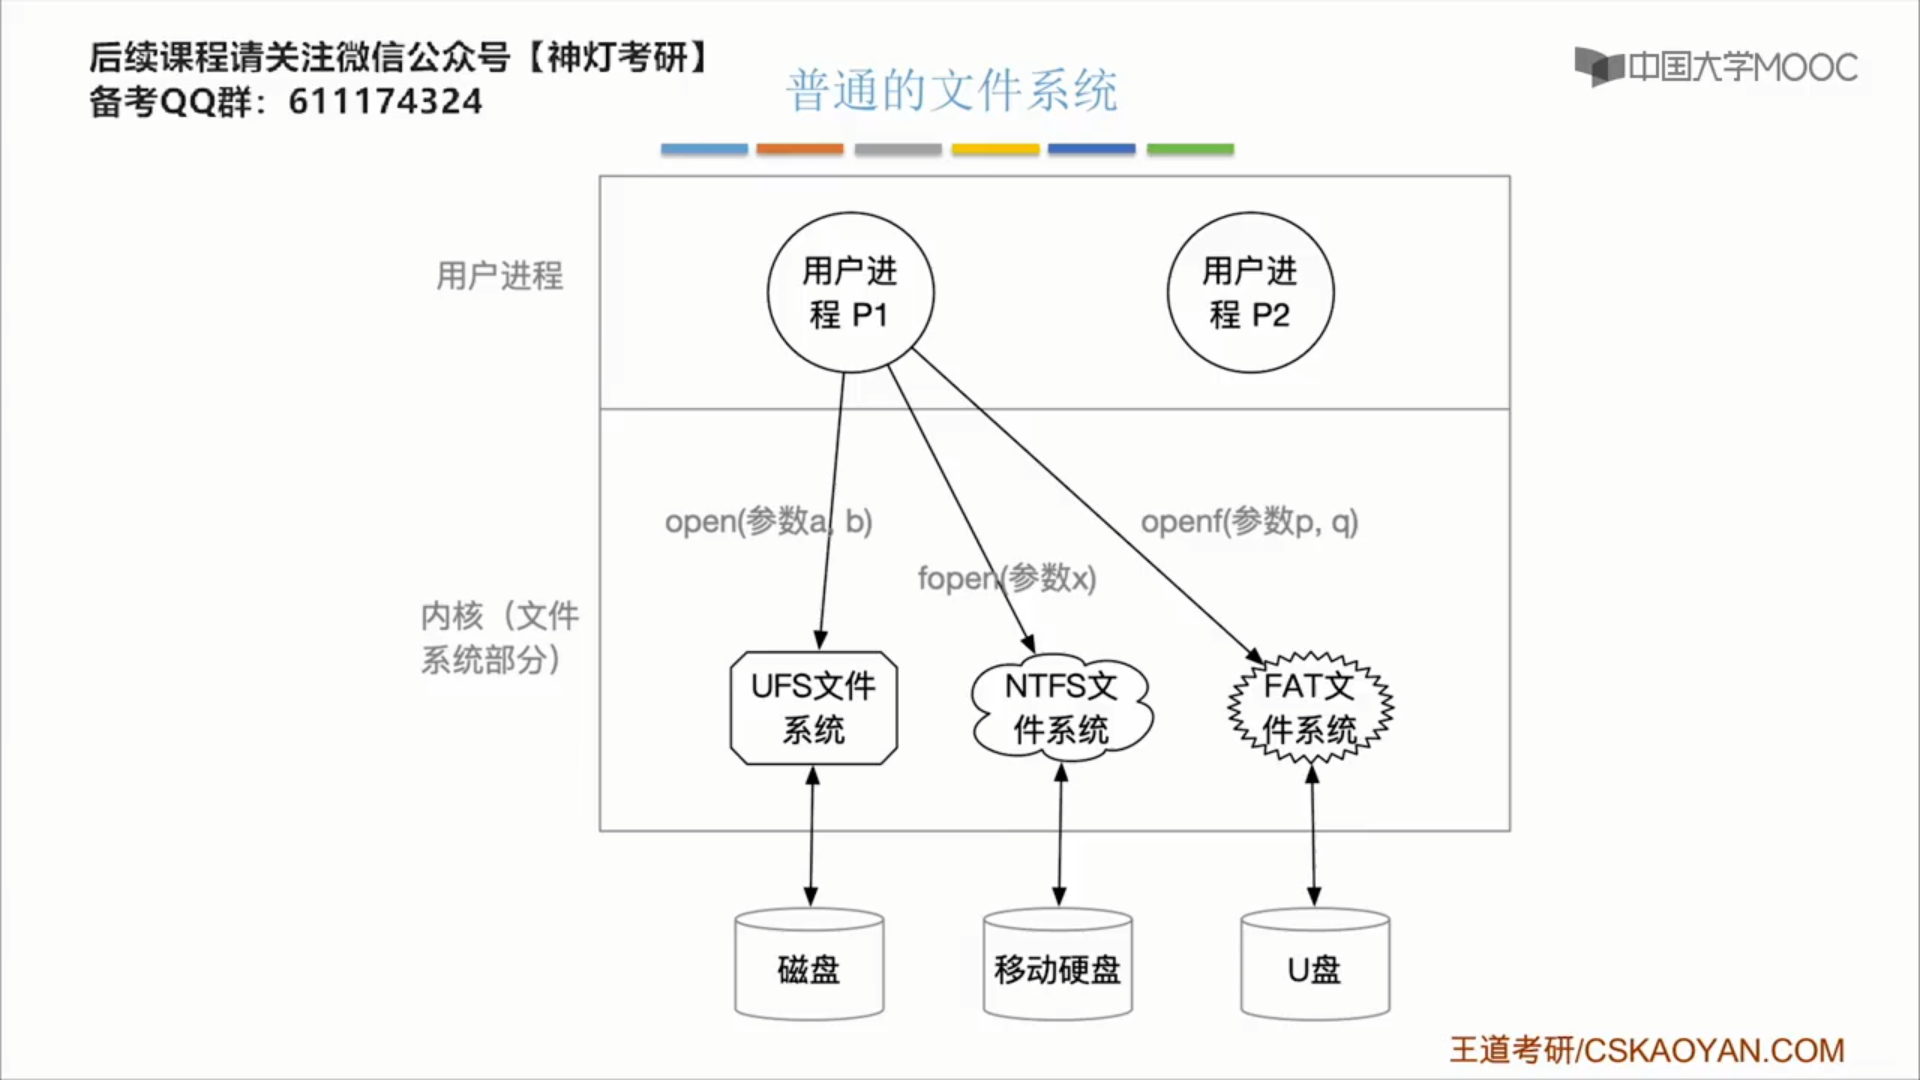 后续课程请关注微信公众号【神灯考研】
备考QQ群：611174324
普通的文件系统
中国大学MOOC
用户进程
用户进
程 P1
用户进
程 P2
open(参数a, b)
openf(参数p, q)
fopen(参数x)
内核（文件
系统部分）
UFS文件
系统
NTFS文
件系统
FAT文
件系统
磁盘
移动硬盘
U盘
王道考研/CSKAOYAN.COM